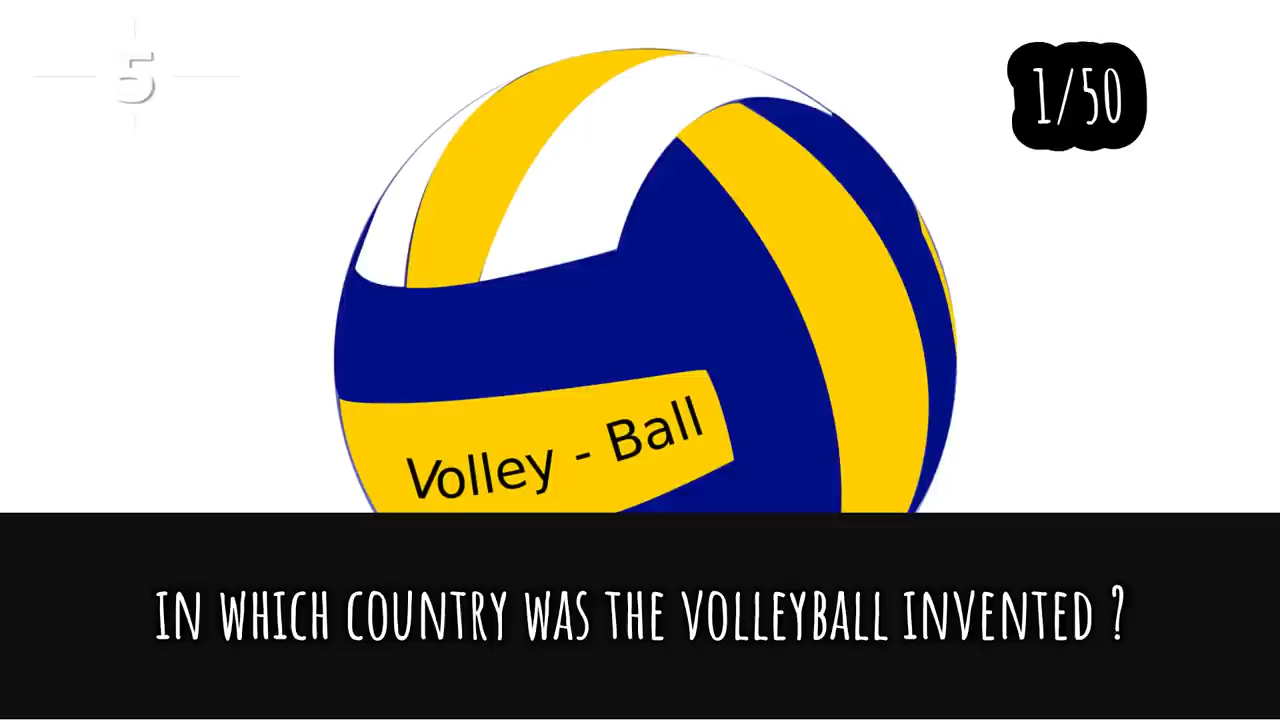 5
1/50
Volley - Ball
IN WHICH COUNTRY WAS THE VOLLEYBALL INVENTED ?